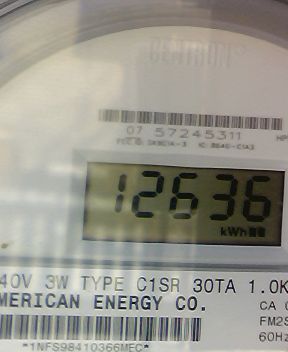 07 57245311
12636
kWh
40V 3W TYPE C1SR 30TA 1.0K
MERICAN ENERGY CO.
CA
FM2S
60Hz
*1NFS98410366MEC*